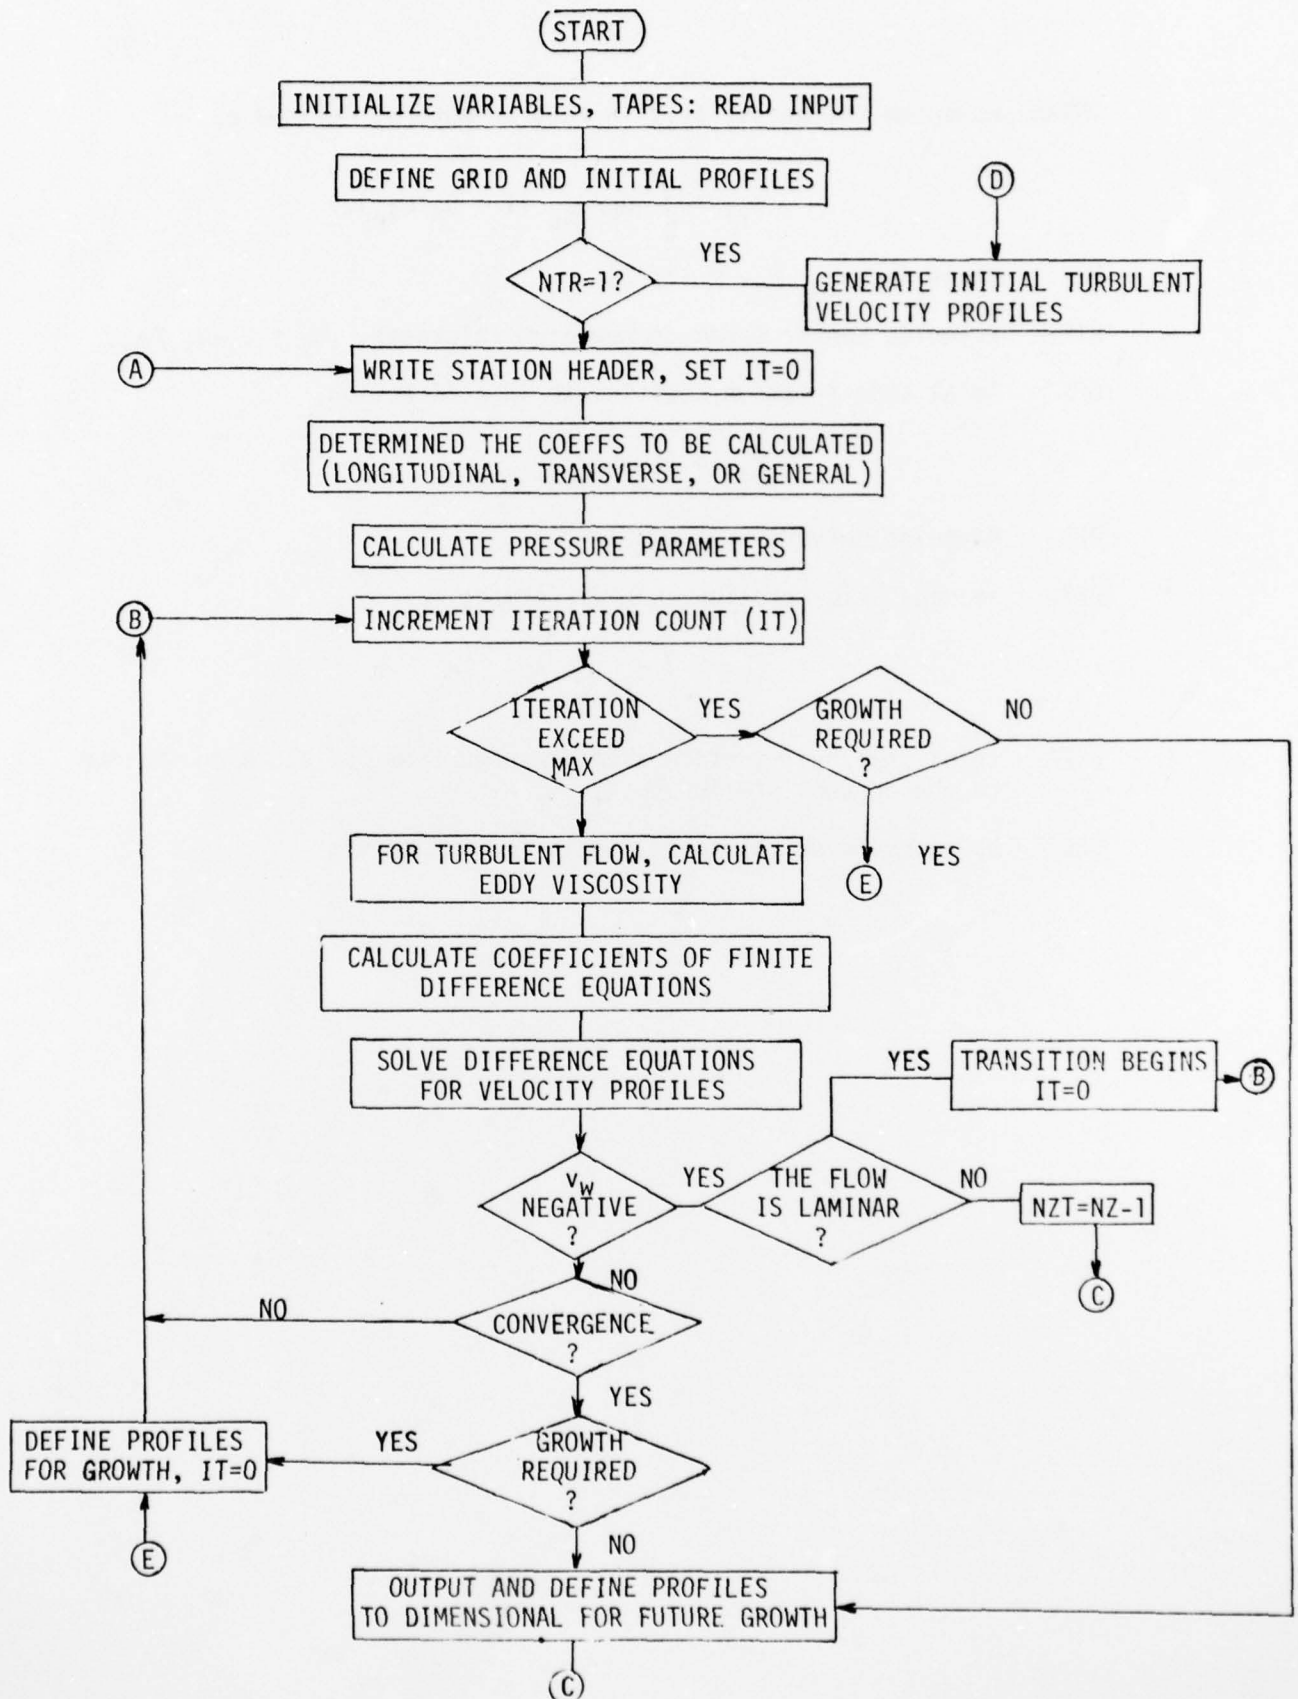 START
INITIALIZE VARIABLES, TAPES: READ INPUT
DEFINE GRID AND INITIAL PROFILES
D
NTR=1?
YES
GENERATE INITIAL TURBULENT
VELOCITY PROFILES
A
WRITE STATION HEADER, SET IT=0
DETERMINED THE COEFFS TO BE CALCULATED
(LONGITUDINAL, TRANSVERSE, OR GENERAL)
CALCULATE PRESSURE PARAMETERS
B
INCREMENT ITERATION COUNT (IT)
ITERATION
EXCEED
MAX
YES
GROWTH
REQUIRED
?
NO
YES
E
FOR TURBULENT FLOW, CALCULATE
EDDY VISCOSITY
CALCULATE COEFFICIENTS OF FINITE
DIFFERENCE EQUATIONS
SOLVE DIFFERENCE EQUATIONS
FOR VELOCITY PROFILES
YES
TRANSITION BEGINS
IT=0
B
vw
NEGATIVE
?
YES
THE FLOW
IS LAMINAR
?
NO
NZT=NZ-1
C
NO
CONVERGENCE
?
NO
YES
DEFINE PROFILES
FOR GROWTH, IT=0
YES
GROWTH
REQUIRED
?
E
NO
OUTPUT AND DEFINE PROFILES
TO DIMENSIONAL FOR FUTURE GROWTH
C